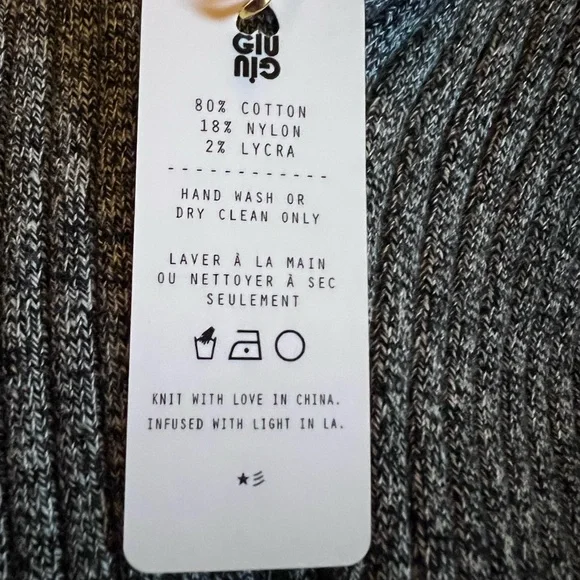 GIU
GIU
80% COTTON
18% NYLON
2% LYCRA
HAND WASH OR
DRY CLEAN ONLY
LAVER À LA MAIN
OU NETTOYER À SEC
SEULEMENT
KNIT WITH LOVE IN CHINA.
INFUSED WITH LIGHT IN LA.